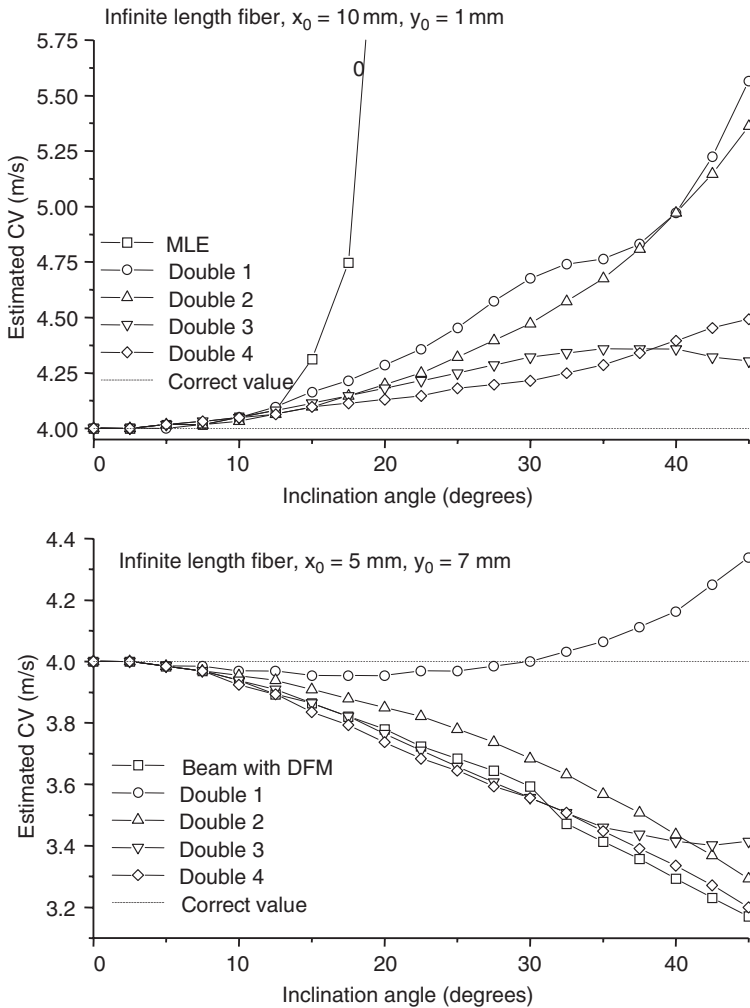 Infinite length fiber, x₀ = 10 mm, y₀ = 1 mm
5.75
0
5.50
5.25
5.00
4.75
4.50
4.25
4.00
Estimated CV (m/s)
MLE
Double 1
Double 2
Double 3
Double 4
Correct value
0 10 20 30 40
Inclination angle (degrees)
4.4
Infinite length fiber, x₀ = 5 mm, y₀ = 7 mm
4.2
4.0
3.8
3.6
3.4
3.2
Estimated CV (m/s)
Beam with DFM
Double 1
Double 2
Double 3
Double 4
Correct value
0 10 20 30 40
Inclination angle (degrees)